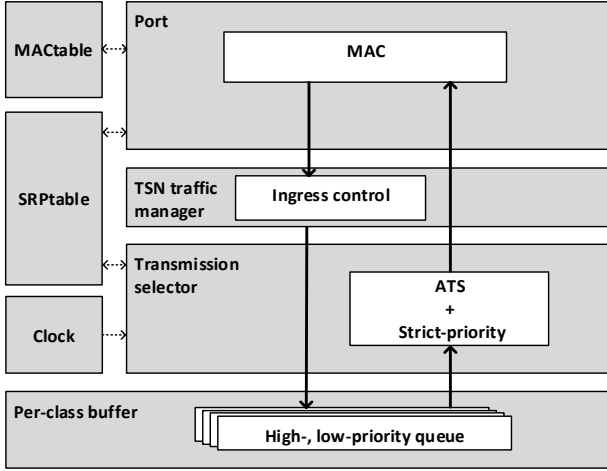 MACtable
Port
MAC
SRPtable
TSN traffic
manager
Ingress control
Transmission
selector
ATS
+
Strict-priority
Clock
Per-class buffer
High-, low-priority queue